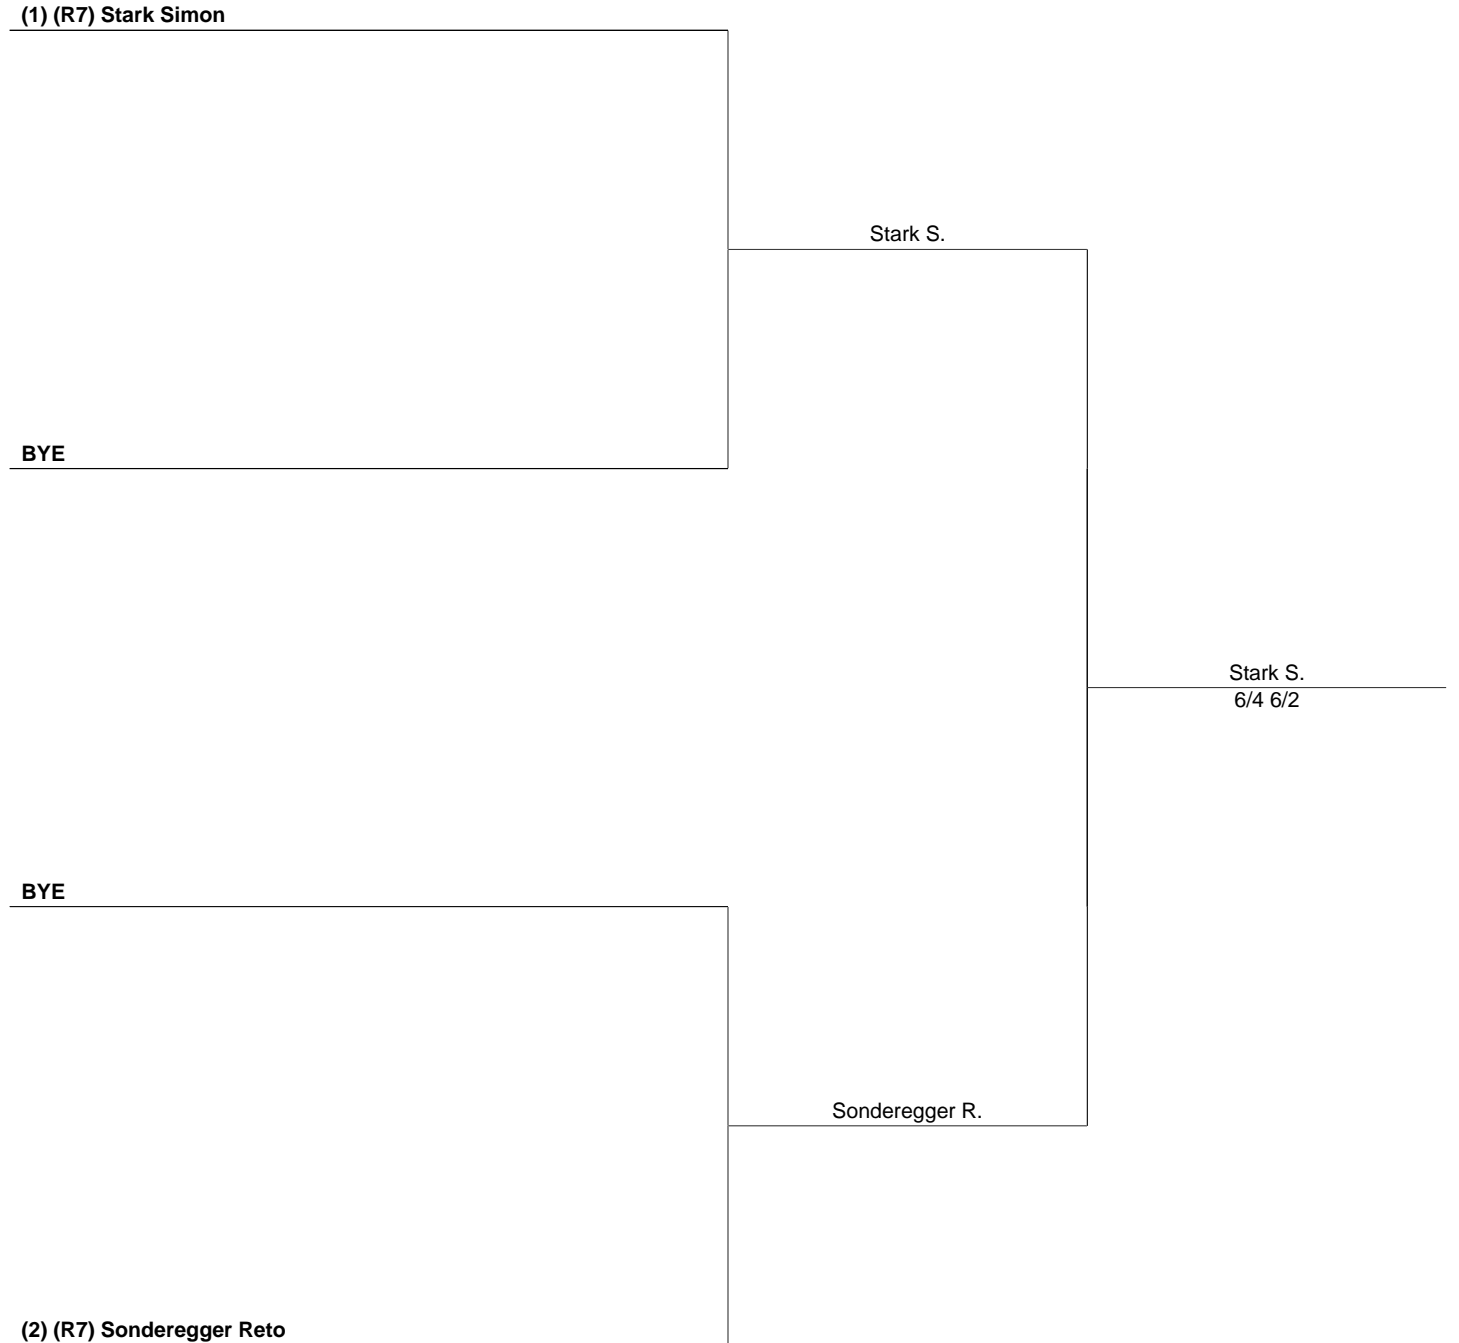 (1) (R7) Stark Simon
Stark S.
BYE
Stark S.
6/4 6/2
BYE
Sonderegger R.
(2) (R7) Sonderegger Reto